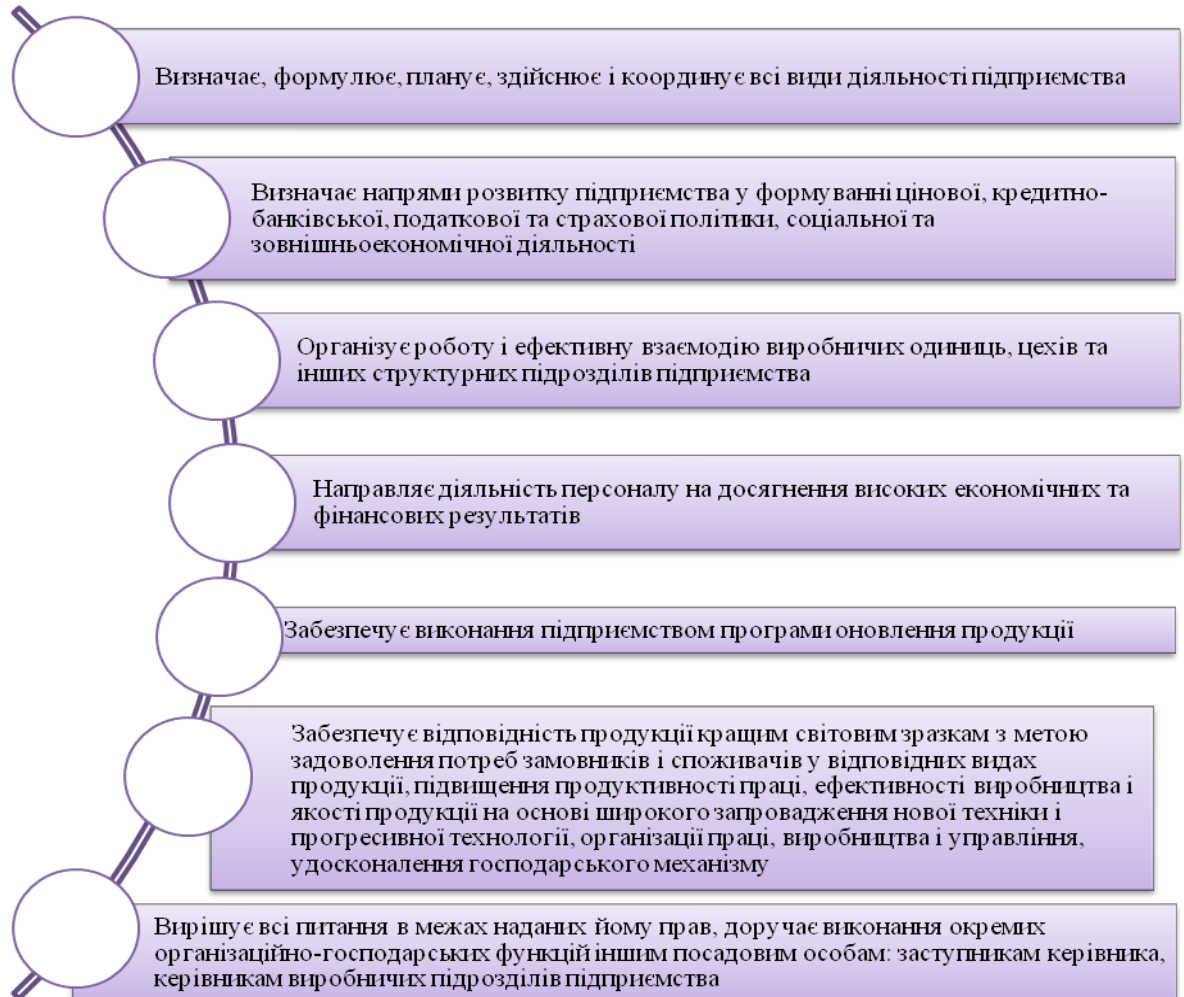 Визначає, формулює, планує, здійснює і координує всі види діяльності підприємства
Визначає напрями розвитку підприємства у формуванні цінової, кредитно-
банківської, податкової та страхової політики, соціальної та
зовнішньоекономічної діяльності
Організує роботу і ефективну взаємодію виробничих одиниць, цехів та
інших структурних підрозділів підприємства
Направляє діяльність персоналу на досягнення високих економічних та
фінансових результатів
Забезпечує виконання підприємством програми оновлення продукції
Забезпечує відповідність продукції кращим світовим зразкам з метою
задоволення потреб замовників і споживачів у відповідних видах
продукції, підвищення продуктивності праці, ефективності виробництва і
якості продукції на основі широкого запровадження нової техніки і
прогресивної технології, організації праці, виробництва і управління,
удосконалення господарського механізму
Вирішує всі питання в межах наданих йому прав, доручає виконання окремих
організаційно-господарських функцій іншим посадовим особам: заступникам керівника,
керівникам виробничих підрозділів підприємства